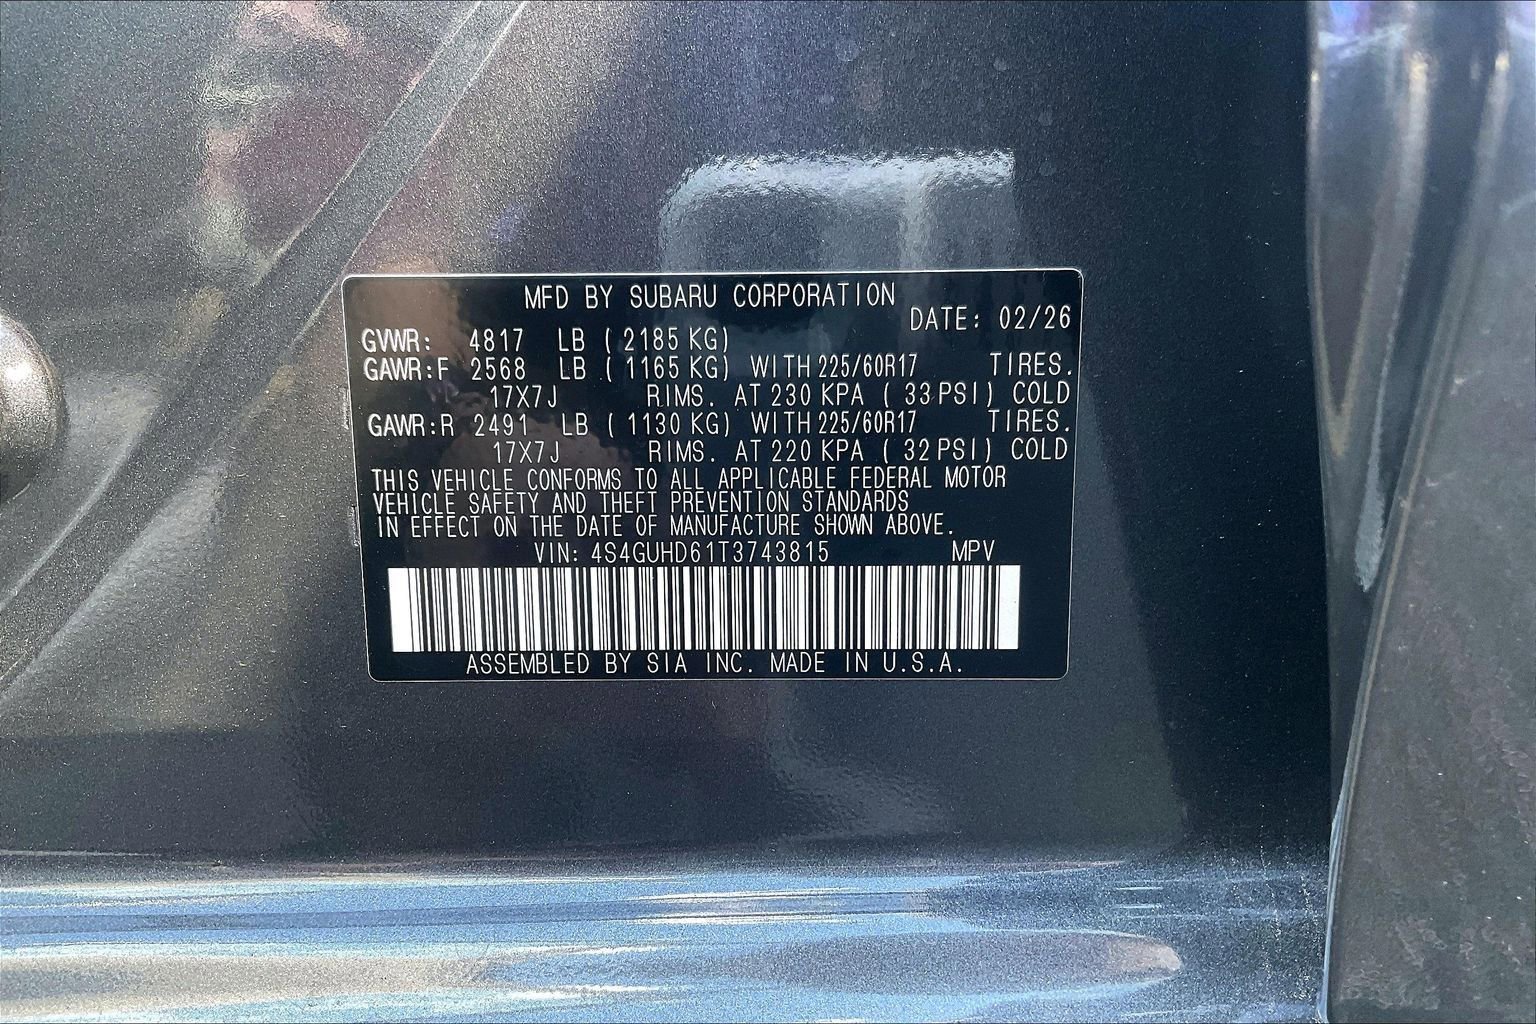 MFD BY SUBARU CORPORATION
DATE: 02/26
GVWR: 4817 LB ( 2185 KG)
GAWR:F 2568 LB ( 1165 KG) WITH 225/60R17 TIRES.
17X7J RIMS. AT 230 KPA ( 33 PSI) COLD
GAWR:R 2491 LB ( 1130 KG) WITH 225/60R17 TIRES.
17X7J RIMS. AT 220 KPA ( 32 PSI) COLD
THIS VEHICLE CONFORMS TO ALL APPLICABLE FEDERAL MOTOR
VEHICLE SAFETY AND THEFT PREVENTION STANDARDS
IN EFFECT ON THE DATE OF MANUFACTURE SHOWN ABOVE.
VIN: 4S4GUHD61T3743815 MPV
ASSEMBLED BY SIA INC. MADE IN U.S.A.